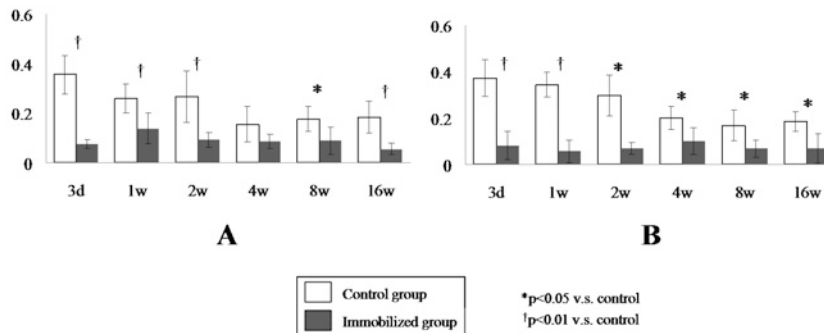 0.6
0.4
0.2
0
† † † * †
3d 1w 2w 4w 8w 16w
A
0.6
0.4
0.2
0
† † * * * *
3d 1w 2w 4w 8w 16w
B
Control group
Immobilized group
*p<0.05 v.s. control
†p<0.01 v.s. control